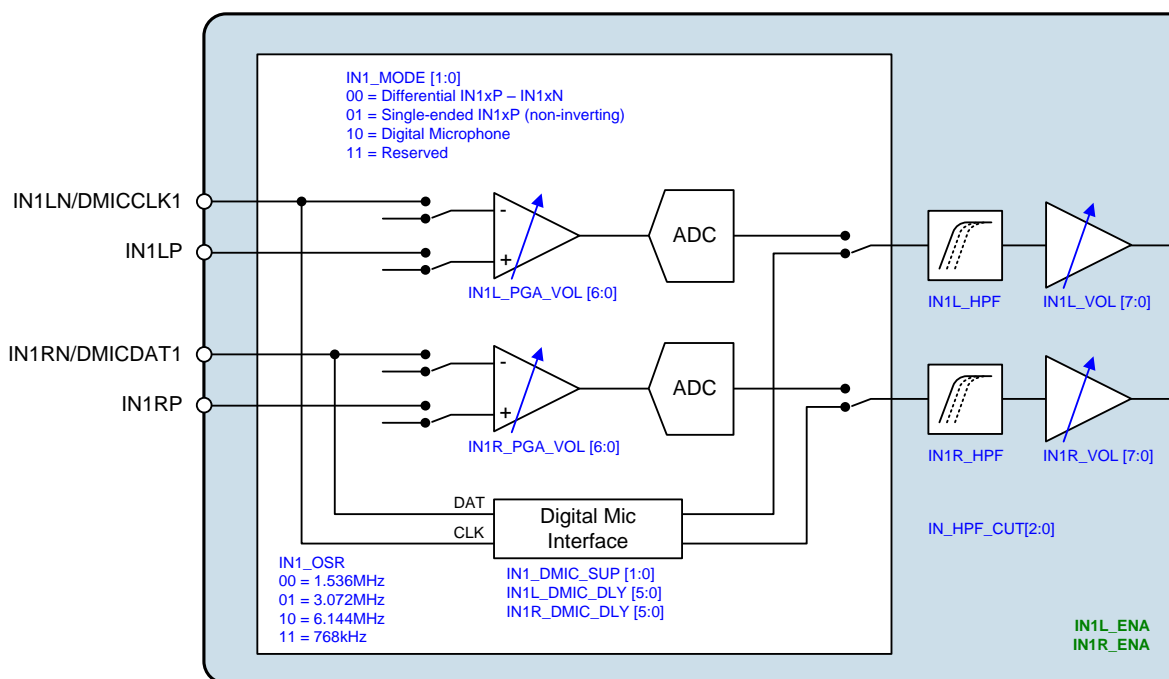 IN1_MODE [1:0]
00 = Differential IN1xP – IN1xN
01 = Single-ended IN1xP (non-inverting)
10 = Digital Microphone
11 = Reserved
IN1LN/DMICCLK1
IN1LP
IN1RN/DMICDAT1
IN1RP
-
+
IN1L_PGA_VOL [6:0]
ADC
IN1L_HPF
IN1L_VOL [7:0]
-
+
IN1R_PGA_VOL [6:0]
ADC
IN1R_HPF
IN1R_VOL [7:0]
DAT
CLK
Digital Mic
Interface
IN_HPF_CUT[2:0]
IN1_OSR
00 = 1.536MHz
01 = 3.072MHz
10 = 6.144MHz
11 = 768kHz
IN1_DMIC_SUP [1:0]
IN1L_DMIC_DLY [5:0]
IN1R_DMIC_DLY [5:0]
IN1L_ENA
IN1R_ENA